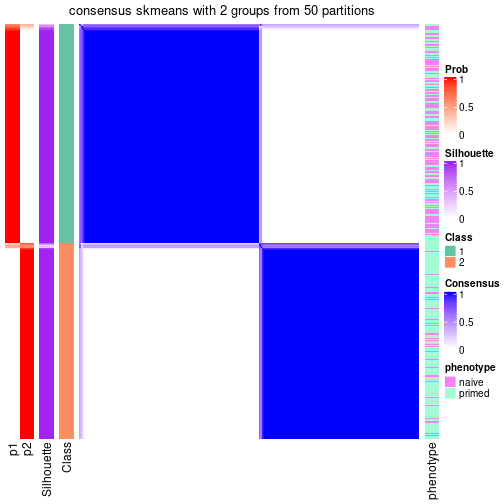 consensus skmeans with 2 groups from 50 partitions
Prob
1
0.5
0
Silhouette
1
0.5
0
Class
1
2
Consensus
1
0.5
0
phenotype
naive
primed
p1
p2
Silhouette
Class
phenotype